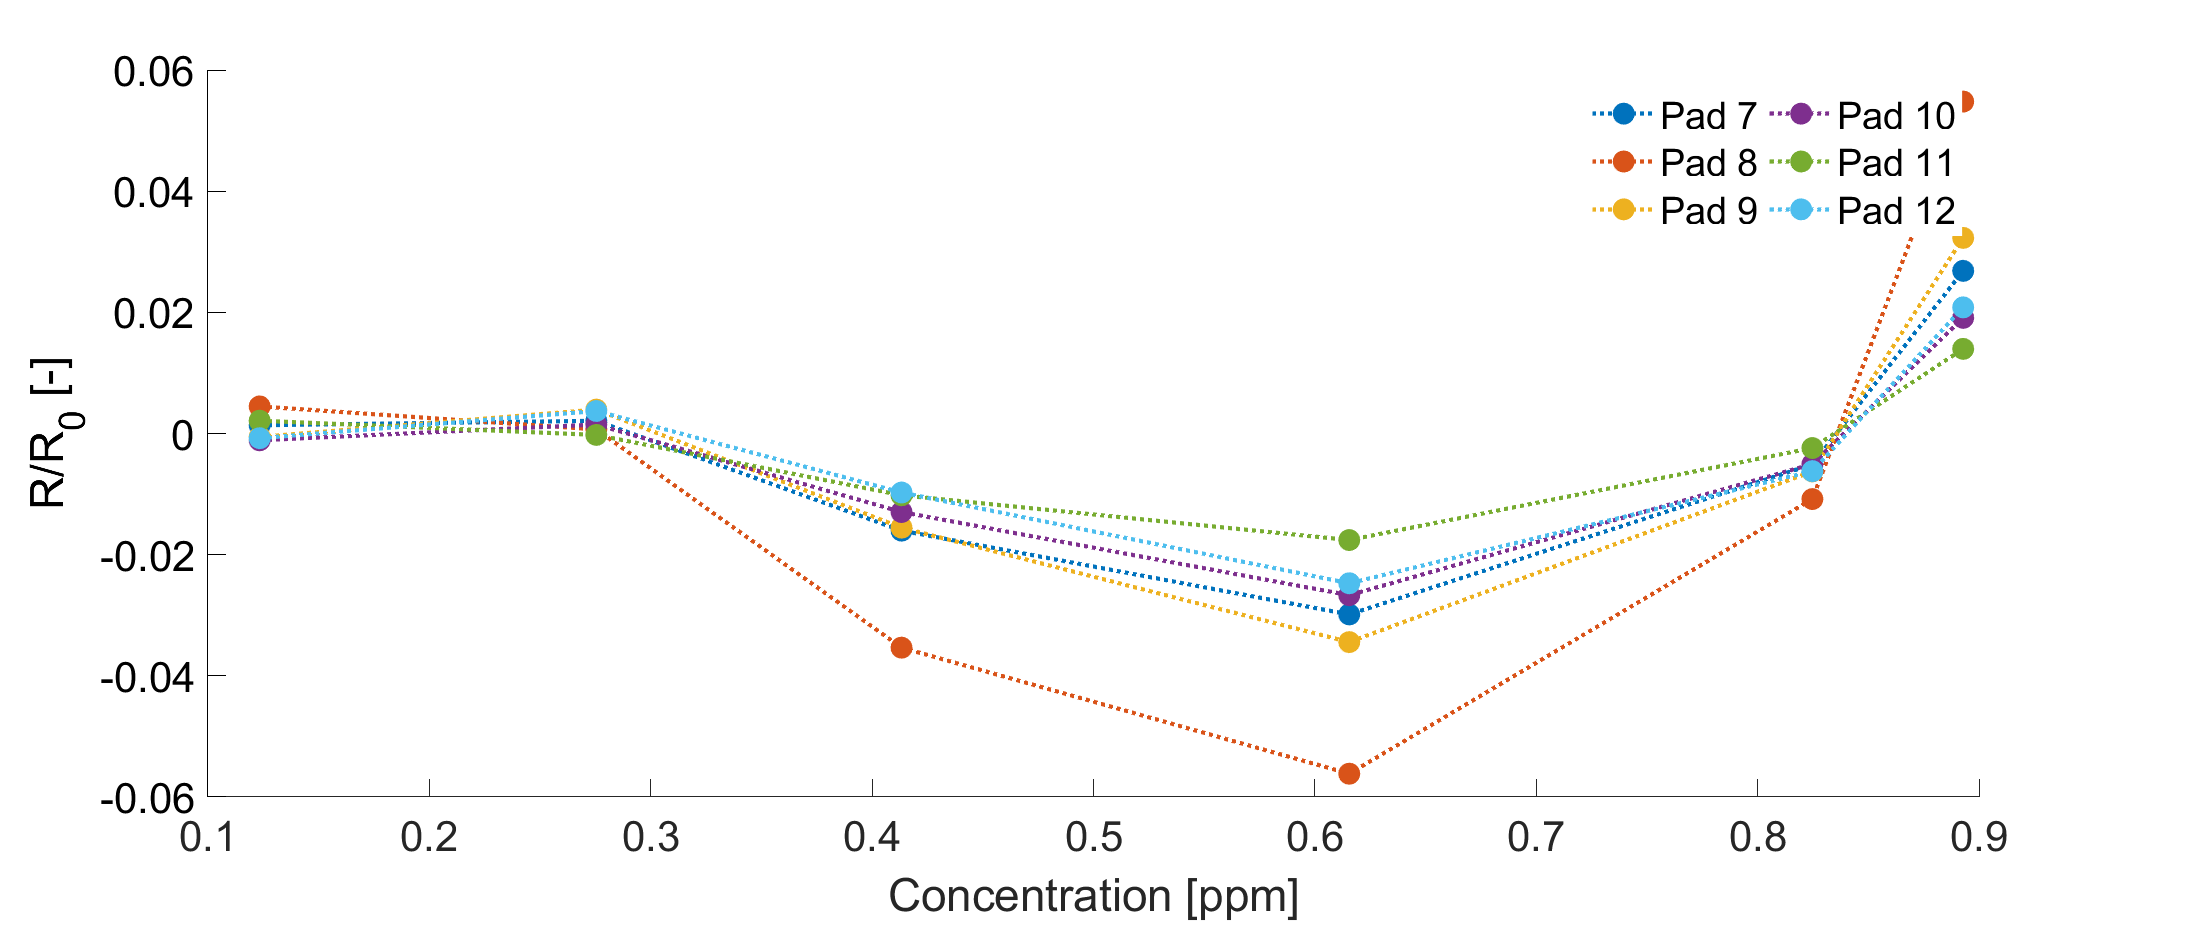 0.06
0.04
0.02
0
-0.02
-0.04
-0.06
R/R0 [-]
0.1 0.2 0.3 0.4 0.5 0.6 0.7 0.8 0.9
Concentration [ppm]
Pad 7 Pad 10
Pad 8 Pad 11
Pad 9 Pad 12